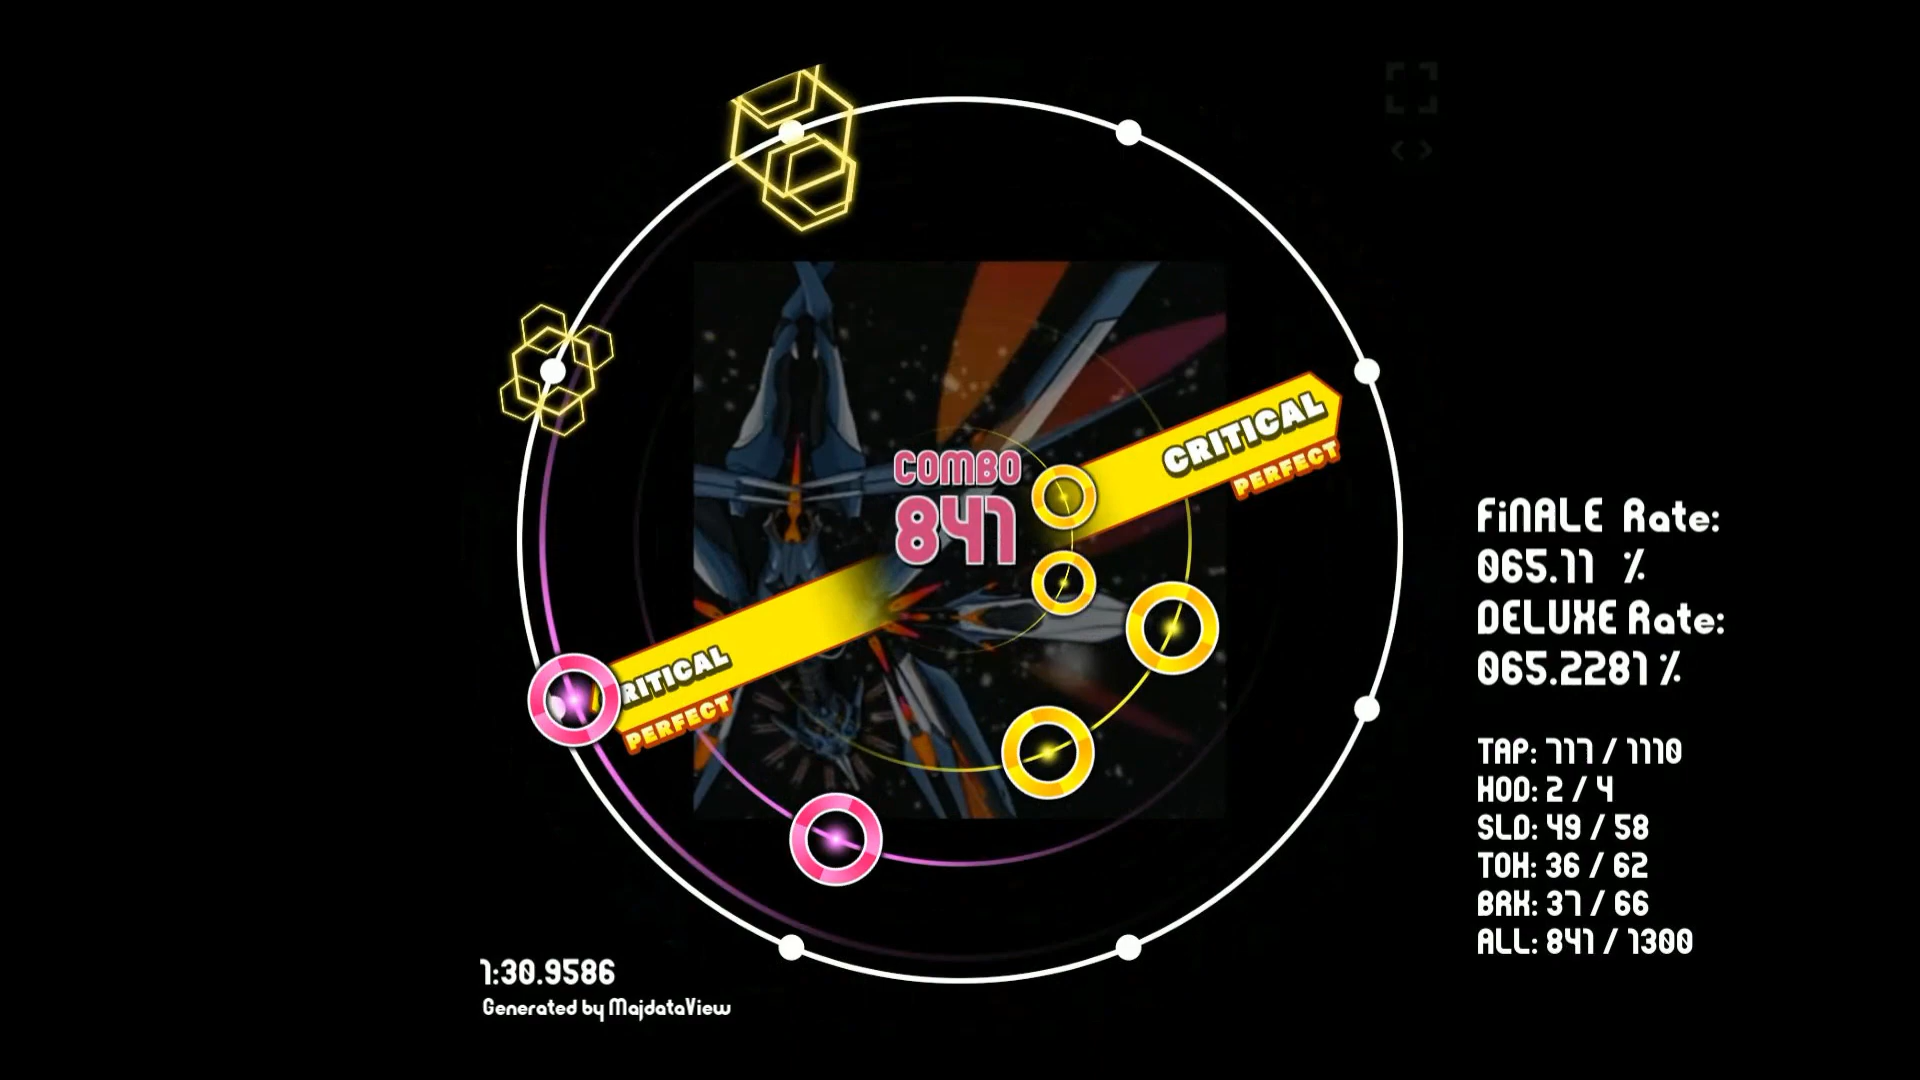 CRITICAL
PERFECT
COMBO
841
RITICAL
PERFECT
FiNALE Rate:
065.11 %
DELUXE Rate:
065.2281 %
TAP: 717 / 1110
HOD: 2 / 4
SLD: 49 / 58
TOH: 36 / 62
BRK: 37 / 66
ALL: 841 / 1300
1:30.9586
Generated by MajdataView